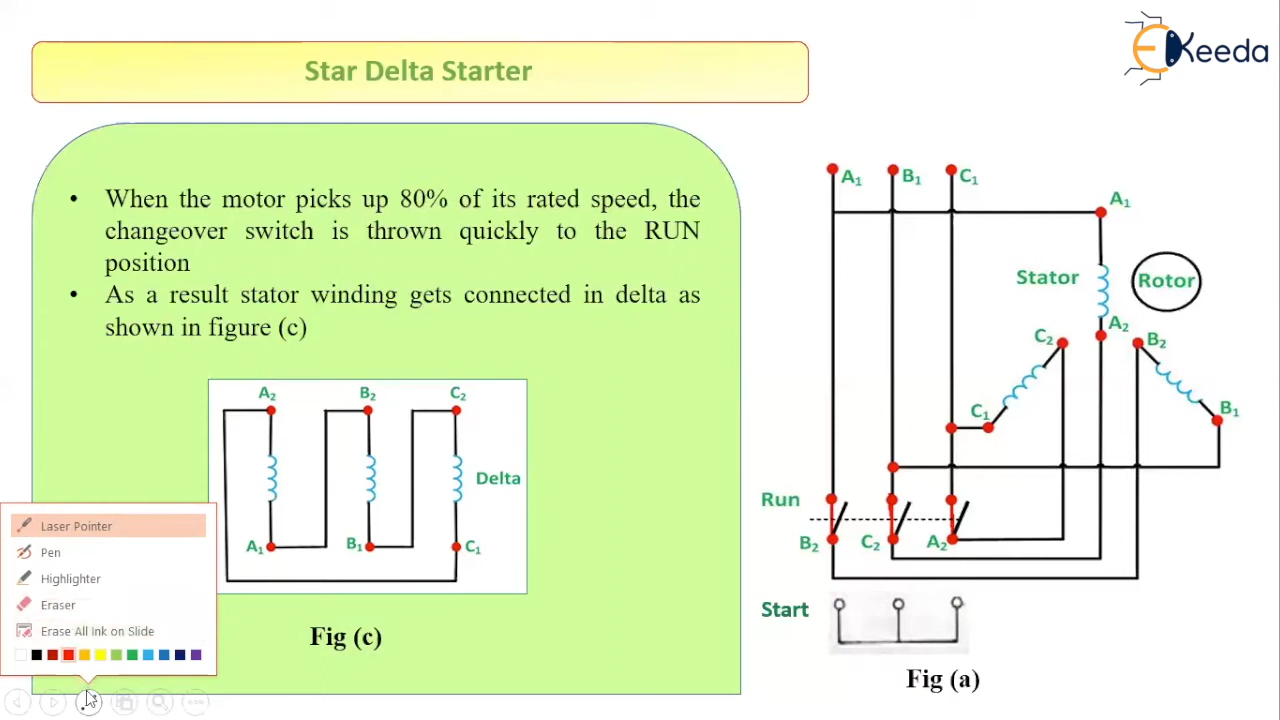 EKeeda
Star Delta Starter
• When the motor picks up 80% of its rated speed, the
changeover switch is thrown quickly to the RUN
position
• As a result stator winding gets connected in delta as
shown in figure (c)
A₂ B₂ C₂
Delta
A₁ B₁ C₁
Fig (c)
Laser Pointer
Pen
Highlighter
Eraser
Erase All Ink on Slide
A₁ B₁ C₁
A₁
Stator Rotor
A₂
C₂ B₂
C₁ B₁
Run
B₂ C₂ A₂
Start
Fig (a)